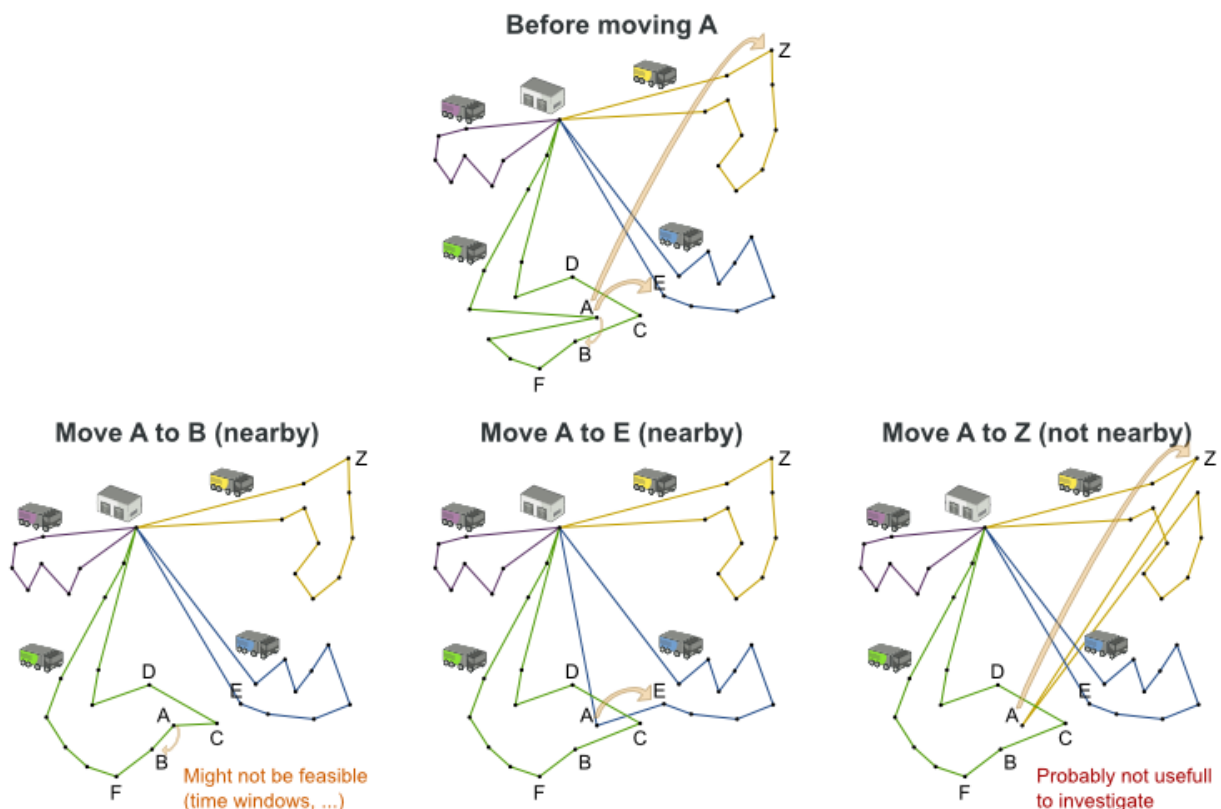 Before moving A
Z
D
E
A
C
B
F
Move A to B (nearby)
Move A to E (nearby)
Move A to Z (not nearby)
Z
D
E
A
C
B
F
Might not be feasible
(time windows, ...)
Z
D
E
A
C
B
F
Z
D
E
A
C
B
F
Probably not usefull
to investigate